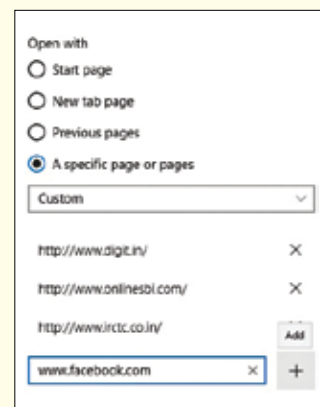 Open with
Start page
New tab page
Previous pages
A specific page or pages
Custom
http://www.digit.in/
http://www.onlinesbi.com/
http://www.irctc.co.in/
Add
www.facebook.com